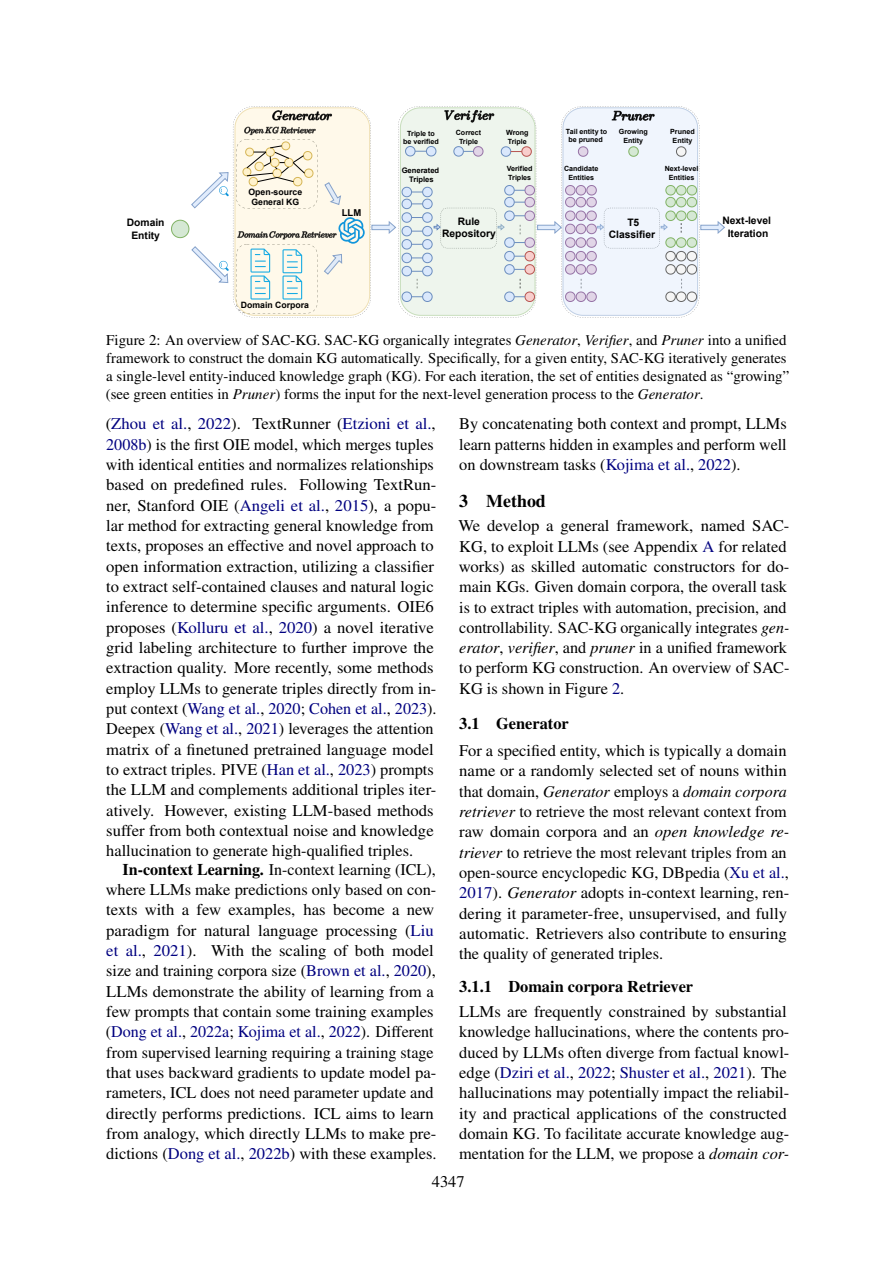 Generator
Open KG Retriever
Open-source
General KG
Domain
Entity
LLM
Domain Corpora Retriever
Domain Corpora
Verifier
Triple to
be verified
Correct
Triple
Wrong
Triple
Generated
Triples
Verified
Triples
Rule
Repository
Pruner
Tail entity to
be pruned
Growing
Entity
Pruned
Entity
Candidate
Entities
Next-level
Entities
T5
Classifier
Next-level
Iteration
Figure 2: An overview of SAC-KG. SAC-KG organically integrates Generator, Verifier, and Pruner into a unified
framework to construct the domain KG automatically. Specifically, for a given entity, SAC-KG iteratively generates
a single-level entity-induced knowledge graph (KG). For each iteration, the set of entities designated as “growing”
(see green entities in Pruner) forms the input for the next-level generation process to the Generator.
(Zhou et al., 2022). TextRunner (Etzioni et al.,
2008b) is the first OIE model, which merges tuples
with identical entities and normalizes relationships
based on predefined rules. Following TextRun-
ner, Stanford OIE (Angeli et al., 2015), a popu-
lar method for extracting general knowledge from
texts, proposes an effective and novel approach to
open information extraction, utilizing a classifier
to extract self-contained clauses and natural logic
inference to determine specific arguments. OIE6
proposes (Kolluru et al., 2020) a novel iterative
grid labeling architecture to further improve the
extraction quality. More recently, some methods
employ LLMs to generate triples directly from in-
put context (Wang et al., 2020; Cohen et al., 2023).
Deepex (Wang et al., 2021) leverages the attention
matrix of a finetuned pretrained language model
to extract triples. PIVE (Han et al., 2023) prompts
the LLM and complements additional triples iter-
atively. However, existing LLM-based methods
suffer from both contextual noise and knowledge
hallucination to generate high-qualified triples.
In-context Learning. In-context learning (ICL),
where LLMs make predictions only based on con-
texts with a few examples, has become a new
paradigm for natural language processing (Liu
et al., 2021). With the scaling of both model
size and training corpora size (Brown et al., 2020),
LLMs demonstrate the ability of learning from a
few prompts that contain some training examples
(Dong et al., 2022a; Kojima et al., 2022). Different
from supervised learning requiring a training stage
that uses backward gradients to update model pa-
rameters, ICL does not need parameter update and
directly performs predictions. ICL aims to learn
from analogy, which directly LLMs to make pre-
dictions (Dong et al., 2022b) with these examples.
By concatenating both context and prompt, LLMs
learn patterns hidden in examples and perform well
on downstream tasks (Kojima et al., 2022).
3 Method
We develop a general framework, named SAC-
KG, to exploit LLMs (see Appendix A for related
works) as skilled automatic constructors for do-
main KGs. Given domain corpora, the overall task
is to extract triples with automation, precision, and
controllability. SAC-KG organically integrates gen-
erator, verifier, and pruner in a unified framework
to perform KG construction. An overview of SAC-
KG is shown in Figure 2.
3.1 Generator
For a specified entity, which is typically a domain
name or a randomly selected set of nouns within
that domain, Generator employs a domain corpora
retriever to retrieve the most relevant context from
raw domain corpora and an open knowledge re-
triever to retrieve the most relevant triples from an
open-source encyclopedic KG, DBpedia (Xu et al.,
2017). Generator adopts in-context learning, ren-
dering it parameter-free, unsupervised, and fully
automatic. Retrievers also contribute to ensuring
the quality of generated triples.
3.1.1 Domain corpora Retriever
LLMs are frequently constrained by substantial
knowledge hallucinations, where the contents pro-
duced by LLMs often diverge from factual knowl-
edge (Dziri et al., 2022; Shuster et al., 2021). The
hallucinations may potentially impact the reliabil-
ity and practical applications of the constructed
domain KG. To facilitate accurate knowledge aug-
mentation for the LLM, we propose a domain cor-
4347